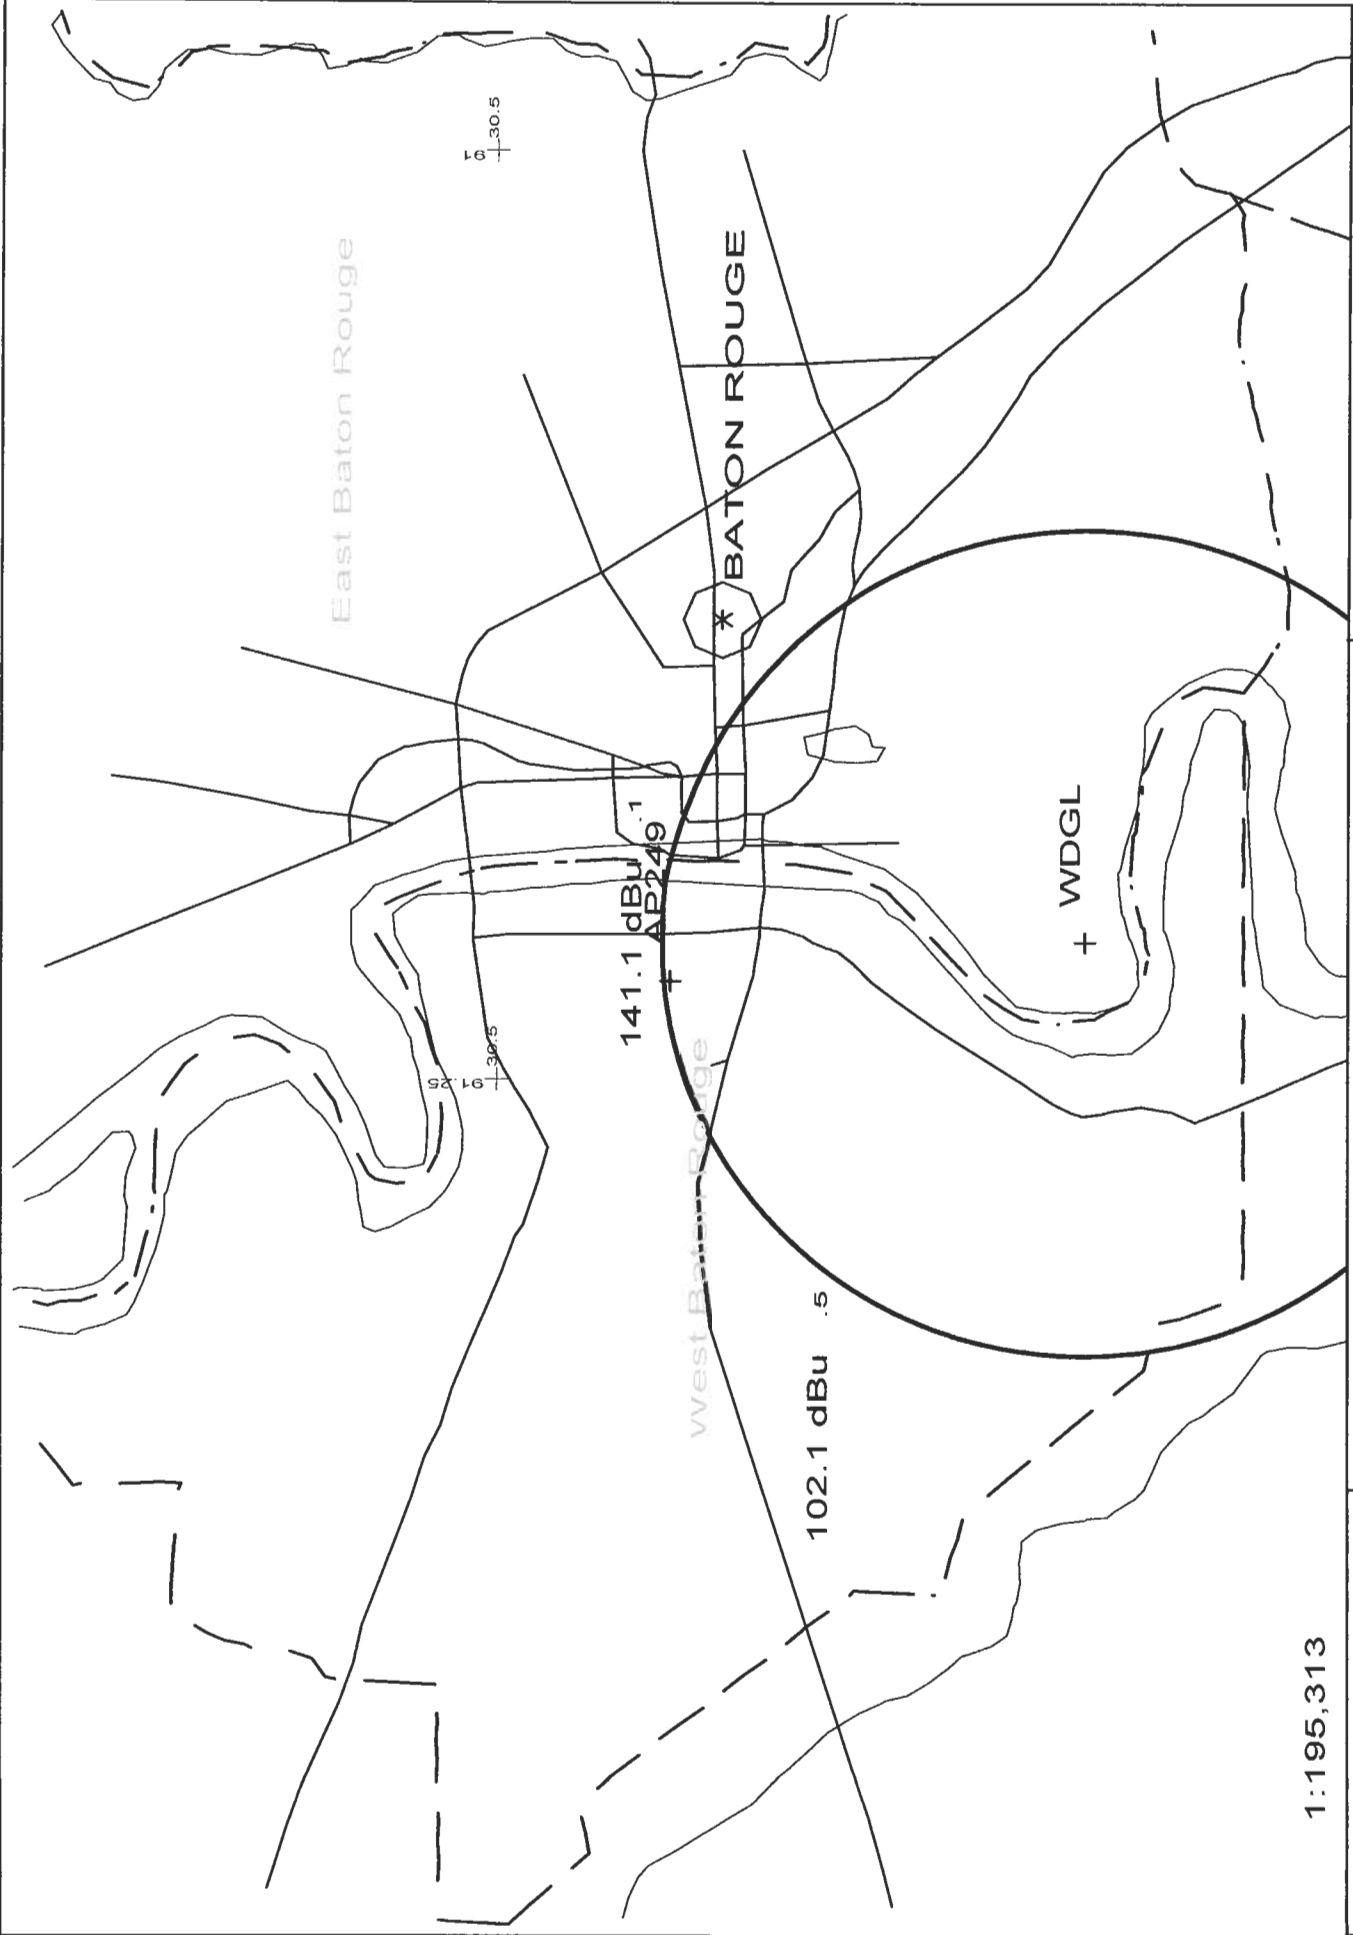 East Baton Rouge
91
30.5
91.25
30.5
141.1 dBu .1
AP249
BATON ROUGE
West Baton Rouge
102.1 dBu .5
WDGL
1:195,313